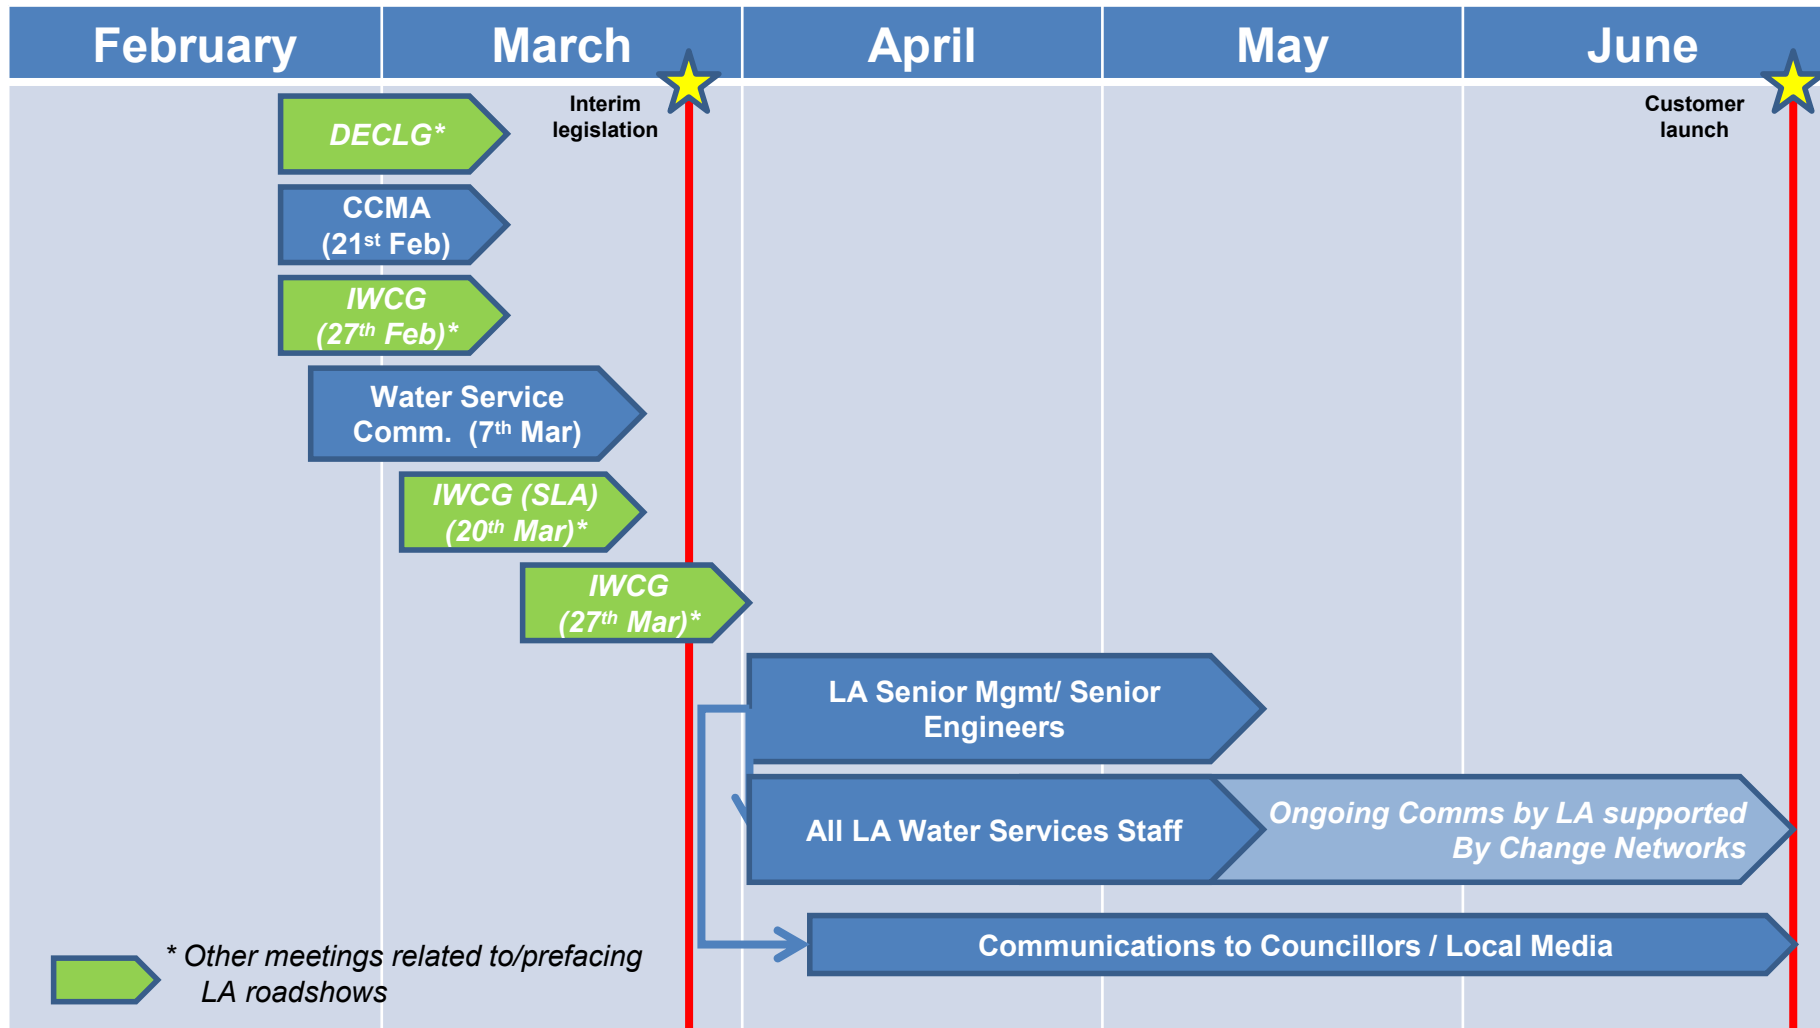 February
March
April
May
June
Interim
legislation
Customer
launch
DECLG*
CCMA
(21st Feb)
IWCG
(27th Feb)*
Water Service
Comm. (7th Mar)
IWCG (SLA)
(20th Mar)*
IWCG
(27th Mar)*
LA Senior Mgmt/ Senior
Engineers
All LA Water Services Staff
Ongoing Comms by LA supported
By Change Networks
Communications to Councillors / Local Media
* Other meetings related to/prefacing
LA roadshows